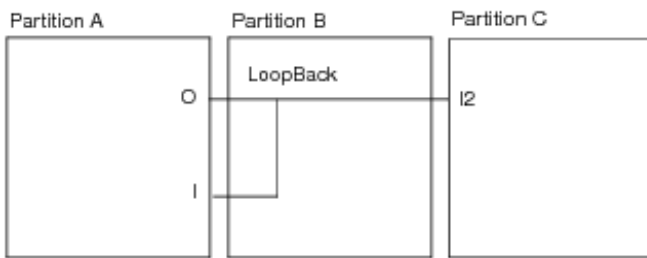 Partition A
Partition B
Partition C
LoopBack
O
I2
I